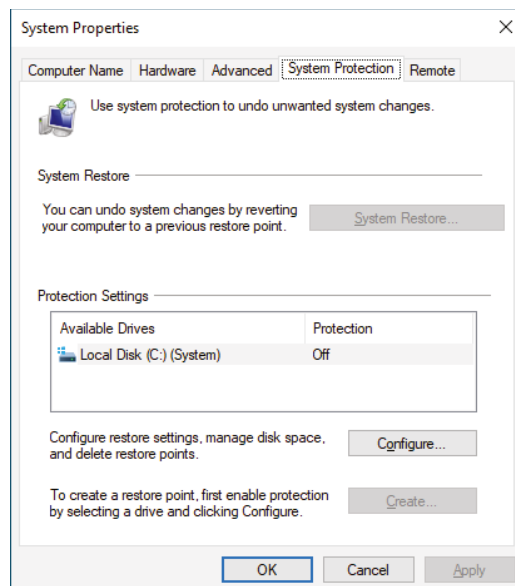 System Properties
Computer Name Hardware Advanced System Protection Remote
Use system protection to undo unwanted system changes.
System Restore
You can undo system changes by reverting
your computer to a previous restore point.
System Restore...
Protection Settings
Available Drives Protection
Local Disk (C:) (System) Off
Configure restore settings, manage disk space,
and delete restore points.
Configure...
To create a restore point, first enable protection
by selecting a drive and clicking Configure.
Create...
OK Cancel Apply